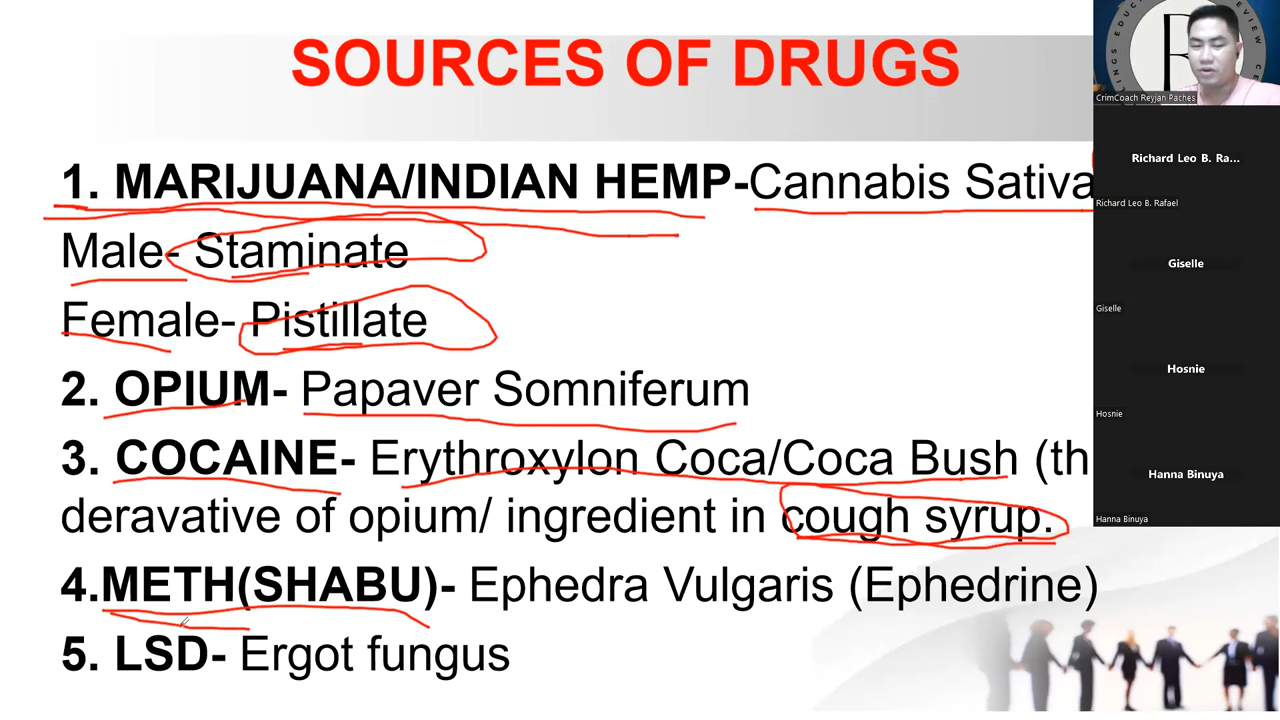 SOURCES OF DRUGS
1. MARIJUANA/INDIAN HEMP-Cannabis Sativa
Male- Staminate
Female- Pistillate
2. OPIUM- Papaver Somniferum
3. COCAINE- Erythroxylon Coca/Coca Bush (th
deravative of opium/ ingredient in cough syrup.
4.METH(SHABU)- Ephedra Vulgaris (Ephedrine)
5. LSD- Ergot fungus
CrimCoach Reyjan Paches
Richard Leo B. Ra...
Richard Leo B. Rafael
Giselle
Giselle
Hosnie
Hosnie
Hanna Binuya
Hanna Binuya